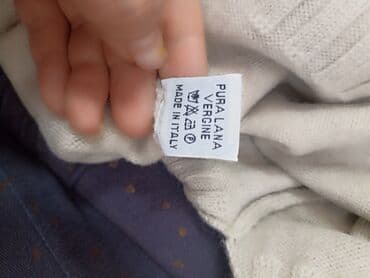 PURA LANA
VERGINE
P
MADE IN ITALY